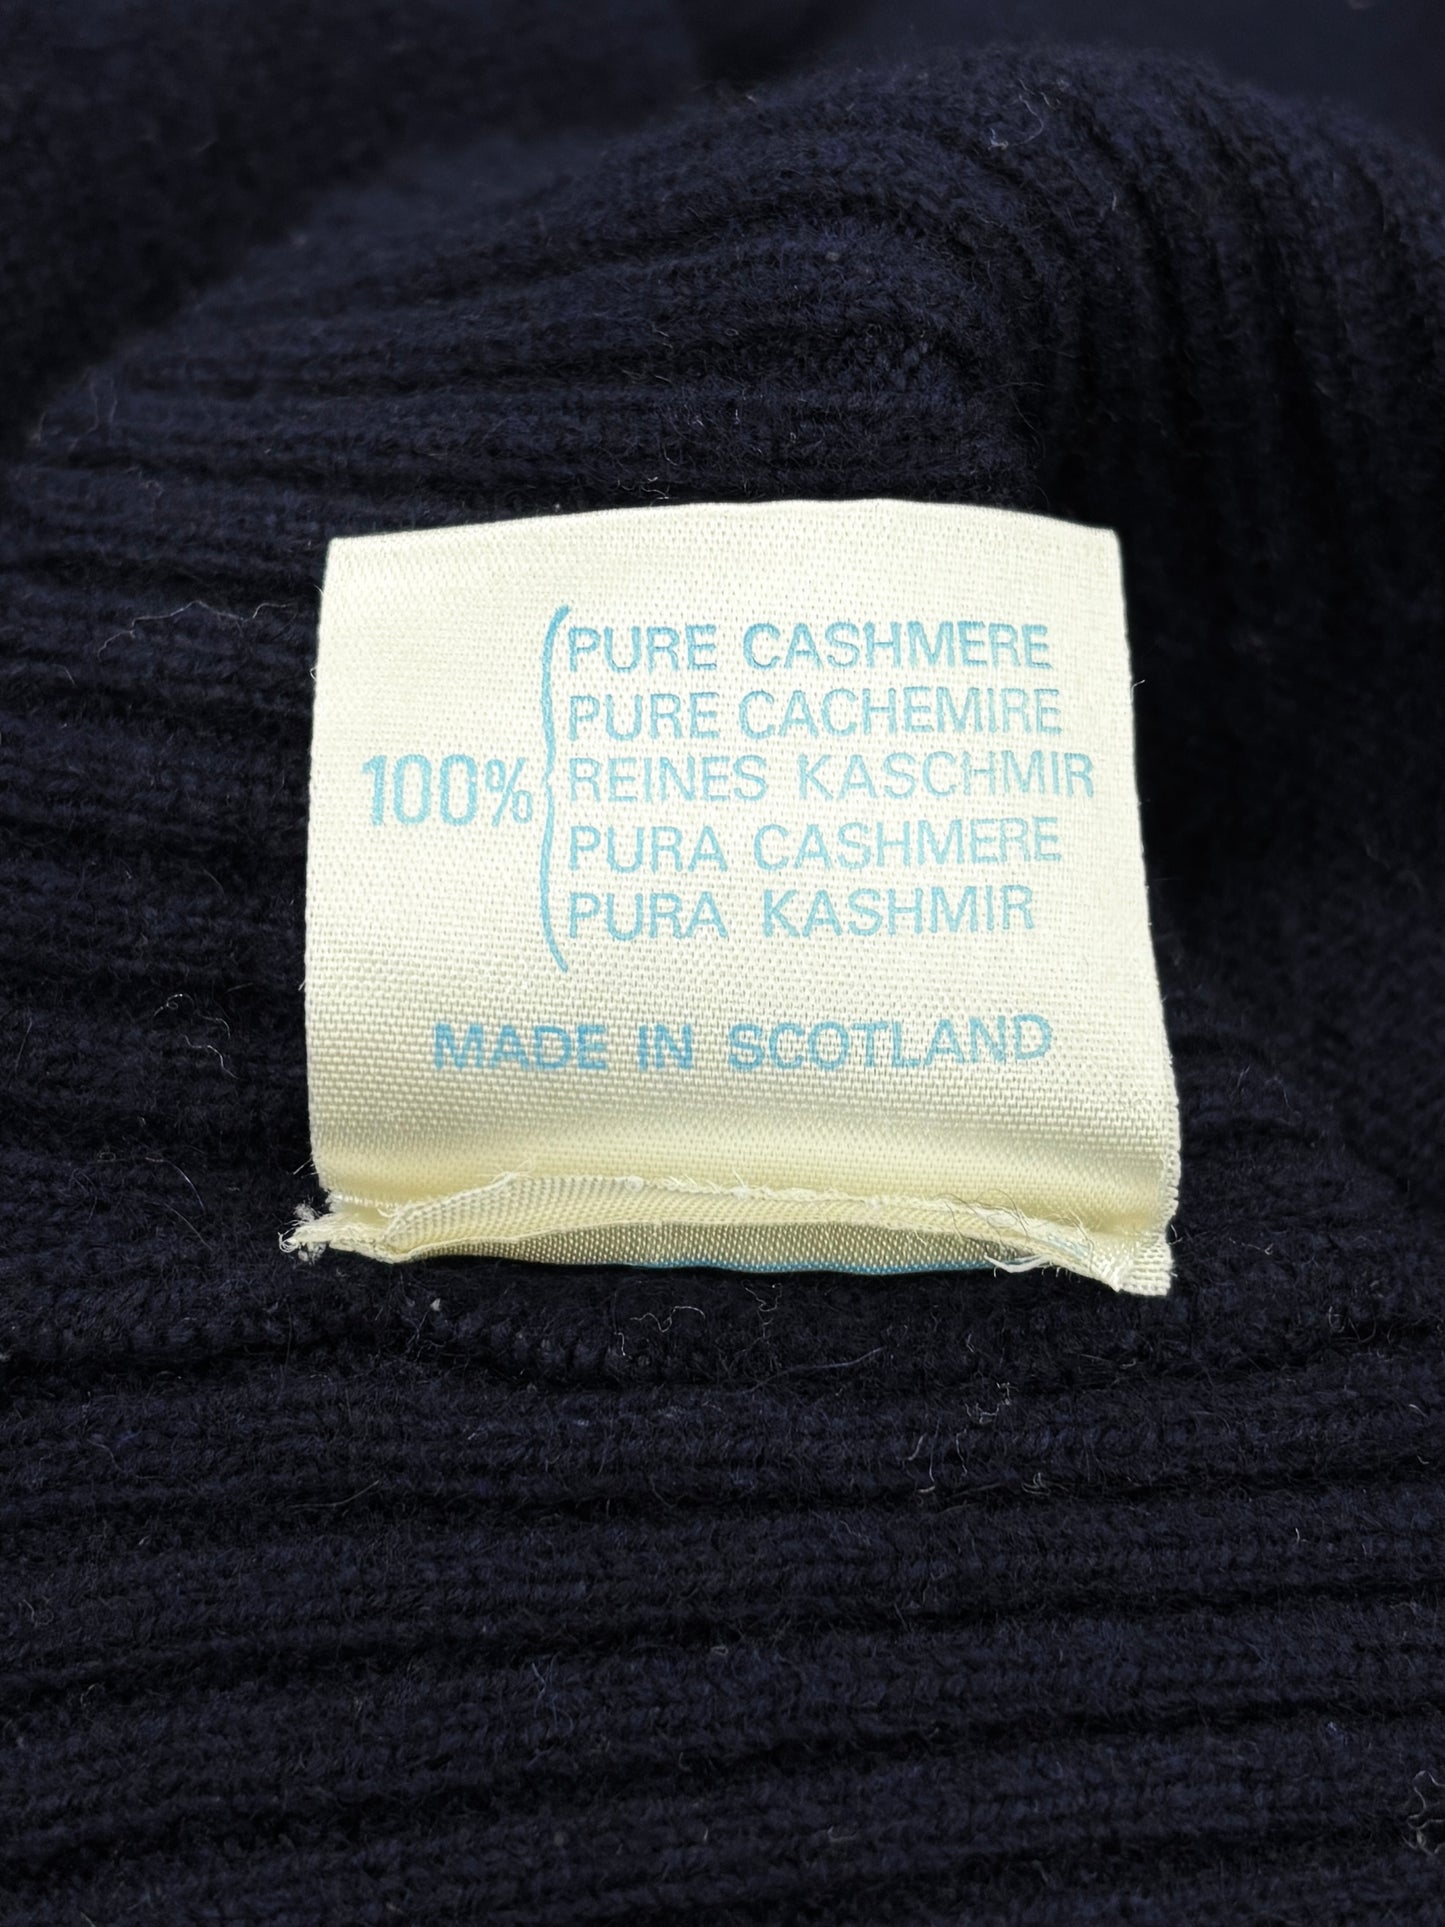 PURE CASHMERE
PURE CACHEMIRE
100% REINES KASCHMIR
PURA CASHMERE
PURA KASHMIR
MADE IN SCOTLAND